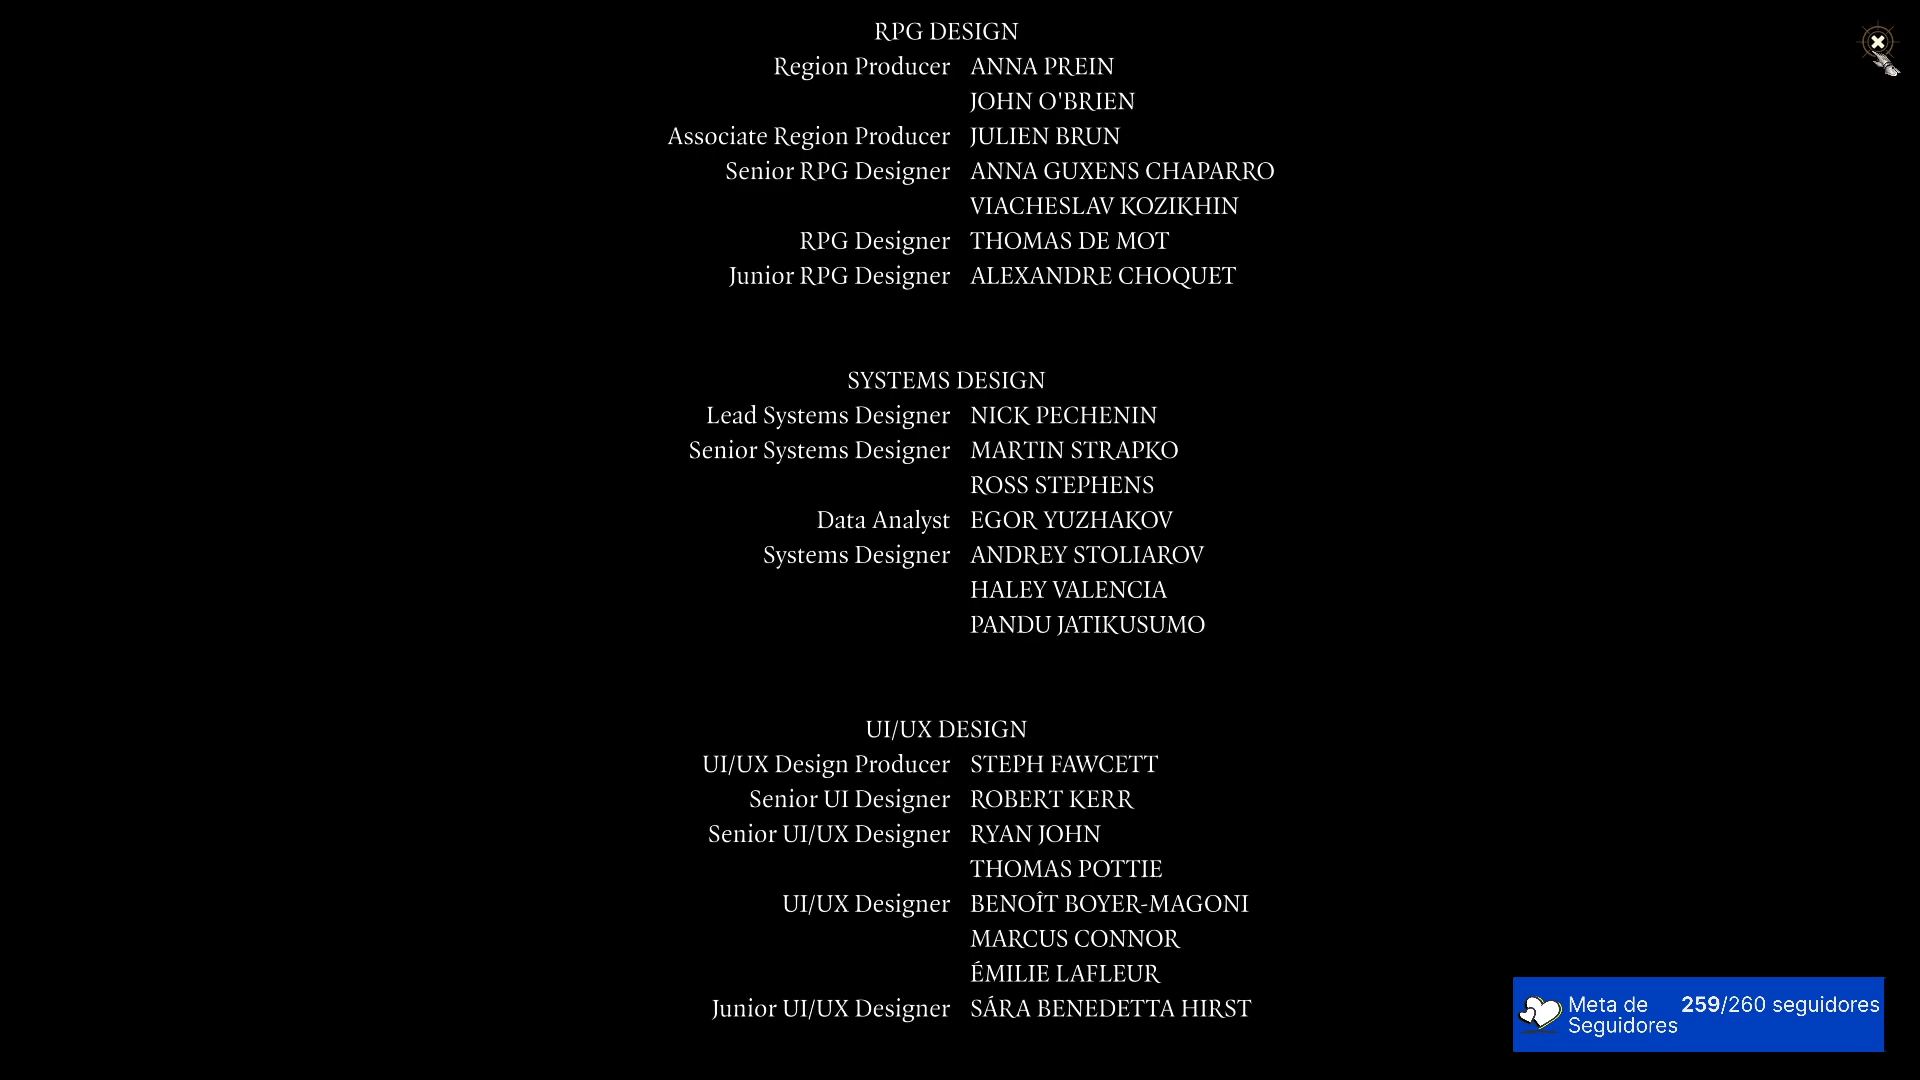 RPG DESIGN
Region Producer ANNA PREIN
JOHN O'BRIEN
Associate Region Producer JULIEN BRUN
Senior RPG Designer ANNA GUXENS CHAPARRO
VIACHESLAV KOZIKHIN
RPG Designer THOMAS DE MOT
Junior RPG Designer ALEXANDRE CHOQUET
SYSTEMS DESIGN
Lead Systems Designer NICK PECHENIN
Senior Systems Designer MARTIN STRAPKO
ROSS STEPHENS
Data Analyst EGOR YUZHAKOV
Systems Designer ANDREY STOLIAROV
HALEY VALENCIA
PANDU JATIKUSUMO
UI/UX DESIGN
UI/UX Design Producer STEPH FAWCETT
Senior UI Designer ROBERT KERR
Senior UI/UX Designer RYAN JOHN
THOMAS POTTIE
UI/UX Designer BENOÎT BOYER-MAGONI
MARCUS CONNOR
ÉMILIE LAFLEUR
Junior UI/UX Designer SÁRA BENEDETTA HIRST
Meta de Seguidores 259/260 seguidores